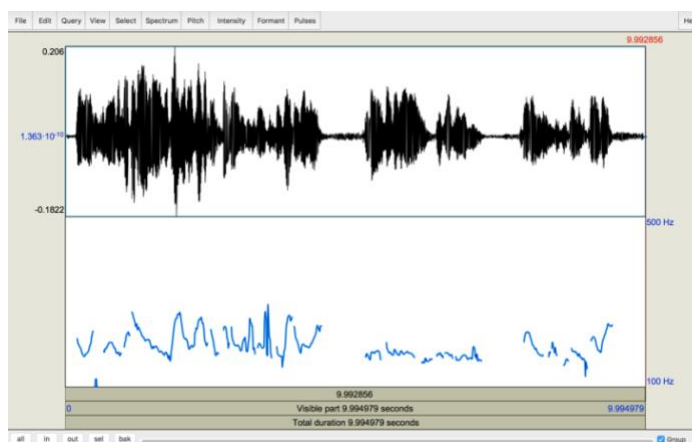 File Edit Query View Select Spectrum Pitch Intensity Formant Pulses He
9.992856
0.206
1.363·10⁻¹⁰
-0.1822
500 Hz
100 Hz
9.992856
0 Visible part 9.994979 seconds 9.994979
Total duration 9.994979 seconds
all in out sel bak Group